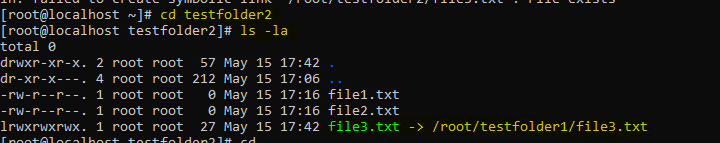 ln: failed to create symbolic link '/root/testfolder2/file3.txt': File exists
[root@localhost ~]# cd testfolder2
[root@localhost testfolder2]# ls -la
total 0
drwxr-xr-x. 2 root root  57 May 15 17:42 .
dr-xr-x---. 4 root root 212 May 15 17:06 ..
-rw-r--r--. 1 root root   0 May 15 17:16 file1.txt
-rw-r--r--. 1 root root   0 May 15 17:16 file2.txt
lrwxrwxrwx. 1 root root  27 May 15 17:42 file3.txt -> /root/testfolder1/file3.txt
[root@localhost testfolder2]# cd